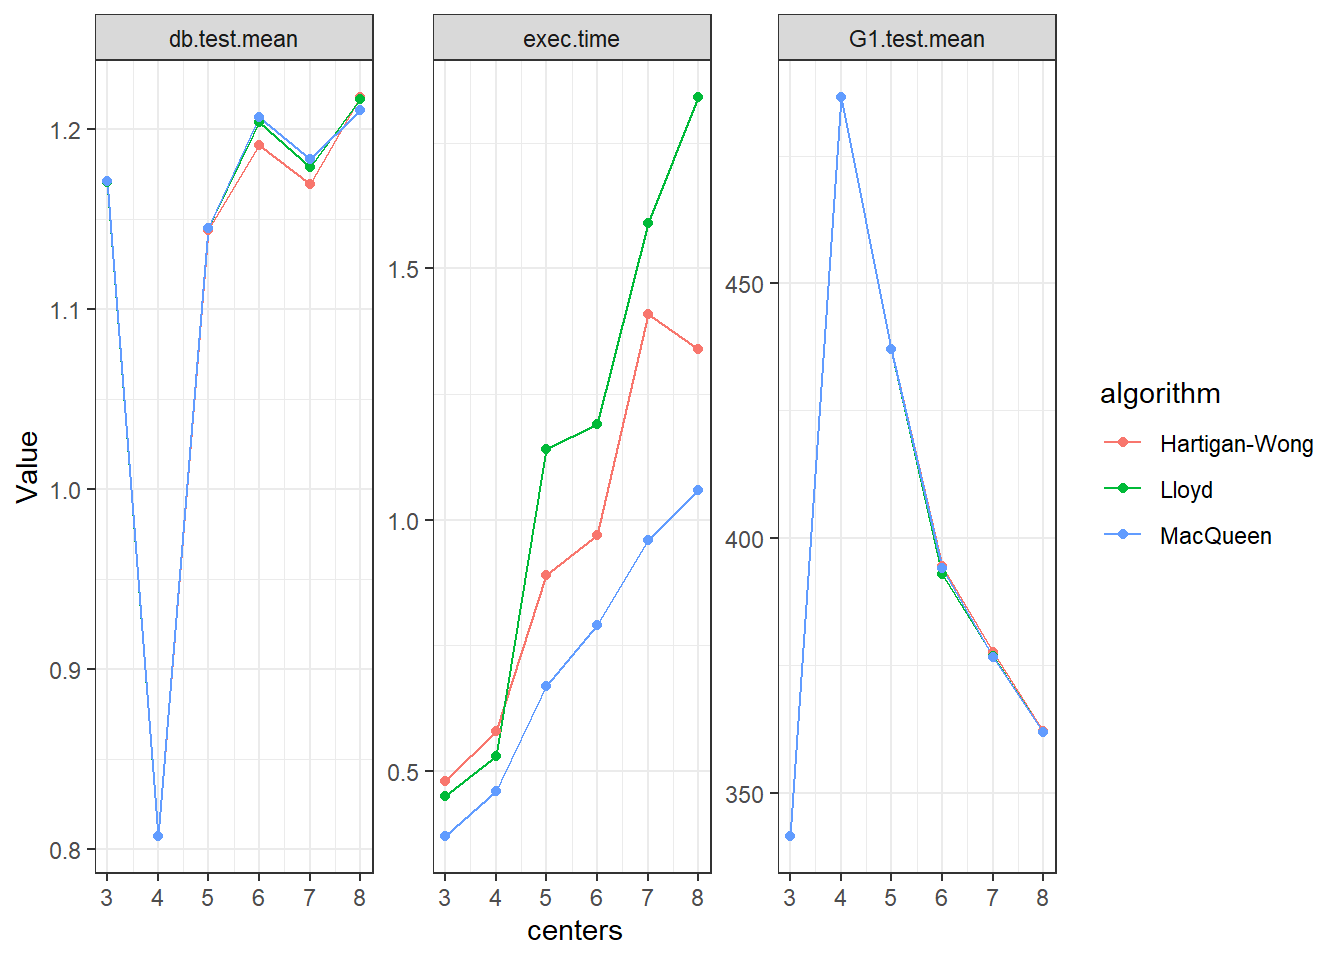 db.test.mean
exec.time
G1.test.mean
Value
1.2
1.1
1.0
0.9
0.8
1.5
1.0
0.5
450
400
350
3 4 5 6 7 8
3 4 5 6 7 8
3 4 5 6 7 8
centers
algorithm
Hartigan-Wong
Lloyd
MacQueen